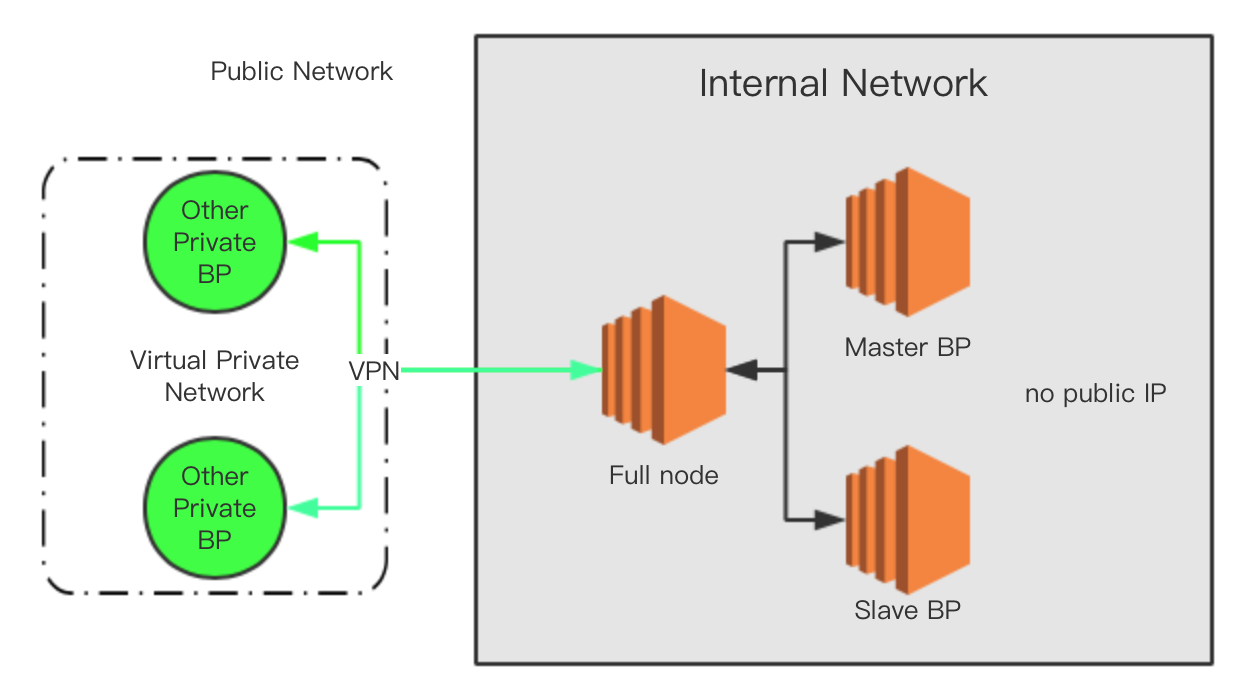 Public Network
Internal Network
Other
Private
BP
Virtual Private
Network
VPN
Other
Private
BP
Full node
Master BP
no public IP
Slave BP